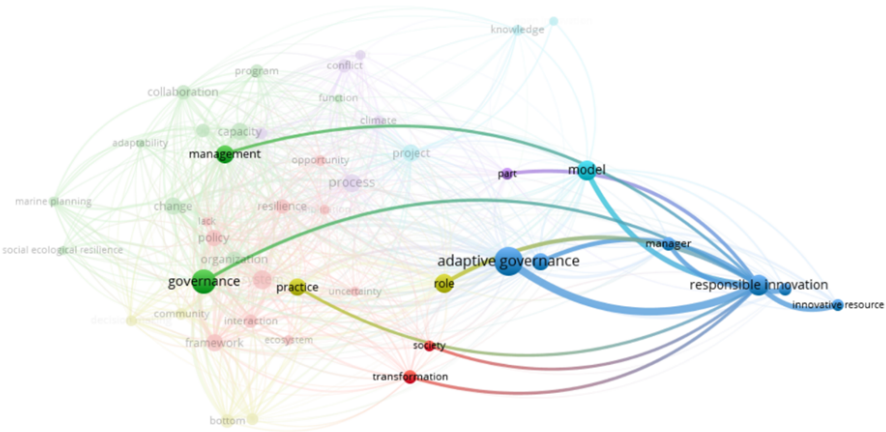 knowledge
conflict
program
collaboration
function
climate
capacity
adaptability
management
opportunity
project
model
part
process
marine planning
change
resilience
lack
policy
manager
social ecological resilience
organization
adaptive governance
governance
practice
role
uncertainty
responsible innovation
innovative resource
community
interaction
ecosystem
framework
society
transformation
bottom